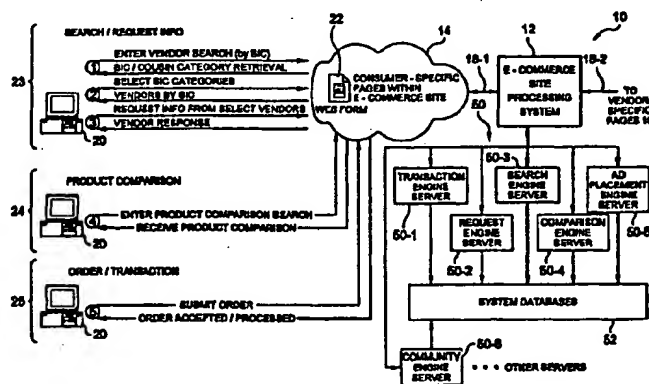 SEARCH / REQUEST INFO
23
ENTER VENDOR SEARCH (by SIC)
1
SIC / COUSIN CATEGORY RETRIEVAL
SELECT SIC CATEGORIES
2
VENDORS BY SIC
REQUEST INFO FROM SELECT VENDORS
3
VENDOR RESPONSE
20
22
14
CONSUMER-SPECIFIC
PAGES WITHIN
E-COMMERCE SITE
WEB FORM
10
12
18-1
18-2
E-COMMERCE
SITE
PROCESSING
SYSTEM
TO
VENDOR
SPECIFIC
PAGES
50
24
PRODUCT COMPARISON
4
ENTER PRODUCT COMPARISON SEARCH
RECEIVE PRODUCT COMPARISON
20
25
ORDER / TRANSACTION
5
SUBMIT ORDER
ORDER ACCEPTED / PROCESSED
20
TRANSACTION
ENGINE
SERVER
50-1
REQUEST
ENGINE
SERVER
50-2
50-3
SEARCH
ENGINE
SERVER
COMPARISON
ENGINE
SERVER
50-4
AD
PLACEMENT
ENGINE
SERVER
50-5
SYSTEM DATABASES
52
COMMUNITY
ENGINE
SERVER
50-6
• • • OTHER SERVERS